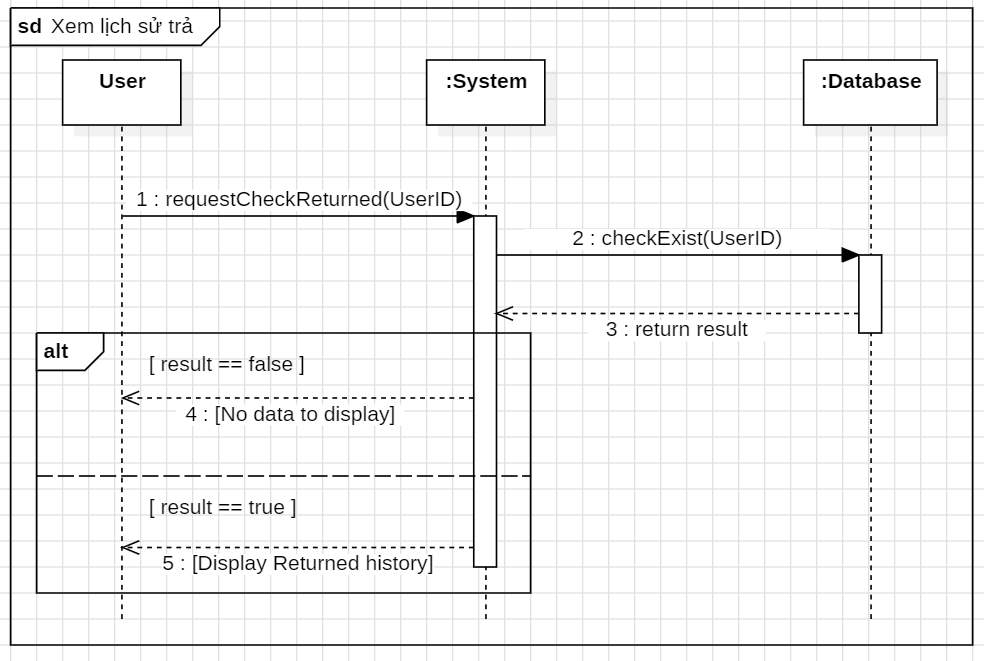 sd Xem lịch sử trả
User
:System
:Database
1 : requestCheckReturned(UserID)
2 : checkExist(UserID)
3 : return result
alt
[ result == false ]
4 : [No data to display]
[ result == true ]
5 : [Display Returned history]